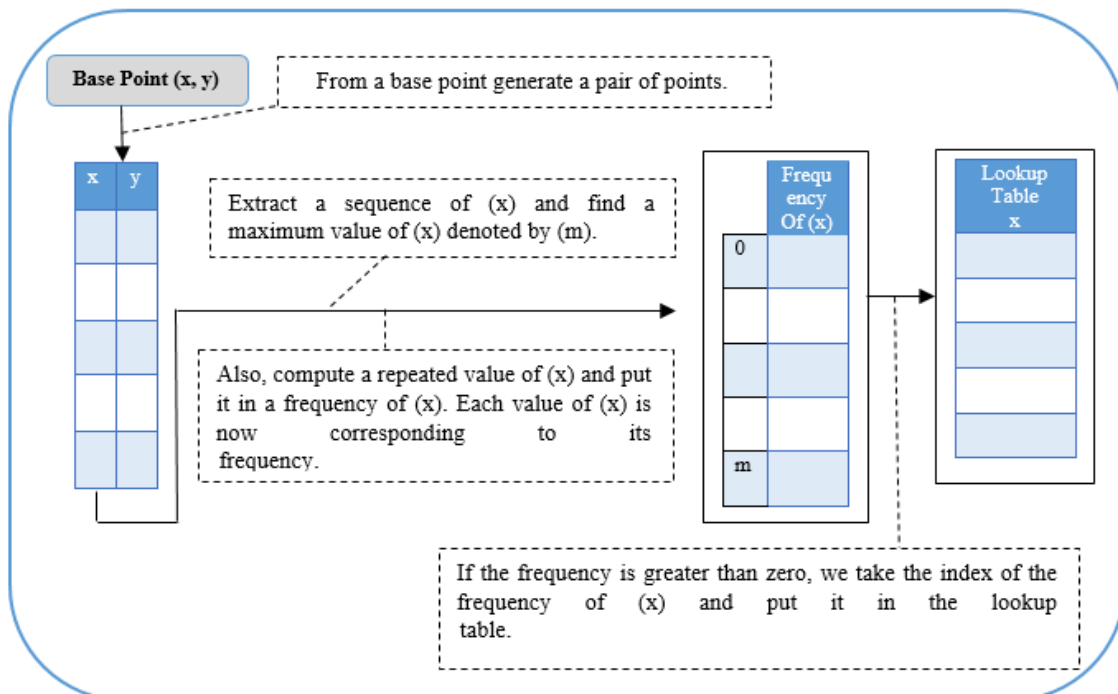 Base Point (x, y)
From a base point generate a pair of points.
x y
Extract a sequence of (x) and find a
maximum value of (x) denoted by (m).
Also, compute a repeated value of (x) and put
it in a frequency of (x). Each value of (x) is
now corresponding to its
frequency.
Frequ
ency
Of (x)
0
m
Lookup
Table
x
If the frequency is greater than zero, we take the index of the
frequency of (x) and put it in the lookup
table.